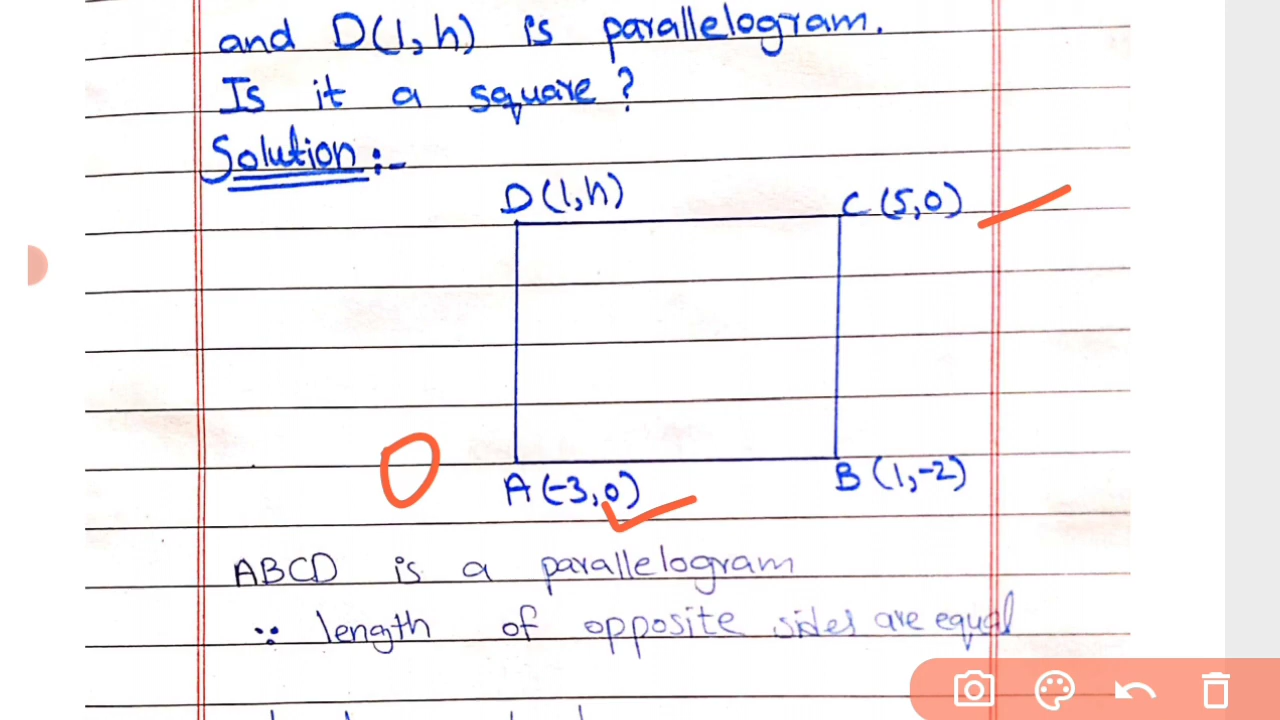 and D(1,h) is parallelogram.
Is it a square?
Solution:-
D(1,h) C(5,0)
A(-3,0) B(1,-2)
ABCD is a parallelogram
∵ length of opposite sides are equal